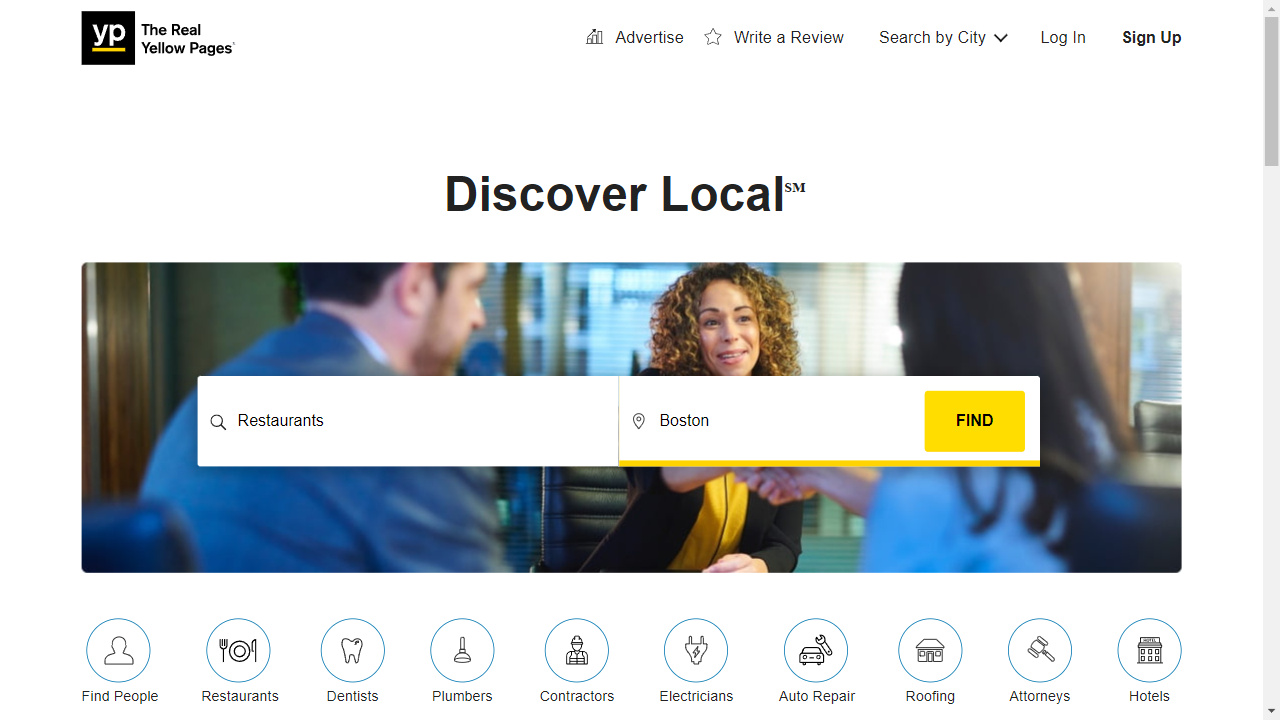 yp The Real
Yellow Pages
Advertise Write a Review Search by City Log In Sign Up
Discover Local℠
Restaurants Boston FIND
HOTEL
Find People Restaurants Dentists Plumbers Contractors Electricians Auto Repair Roofing Attorneys Hotels